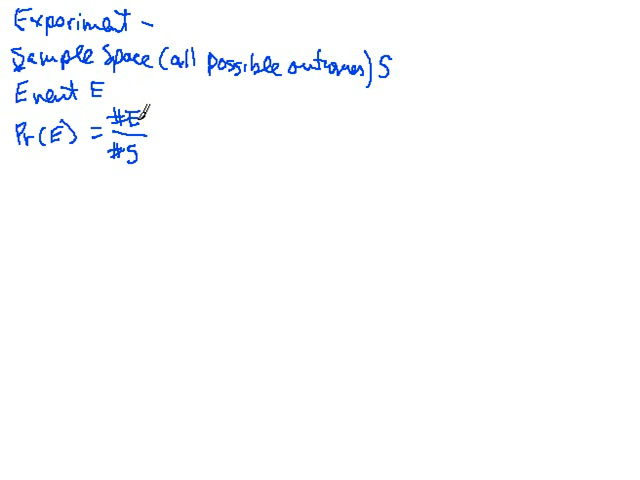 Experiment -
Sample Space (all possible outcomes) S
Event E
Pr(E) = #E
#S